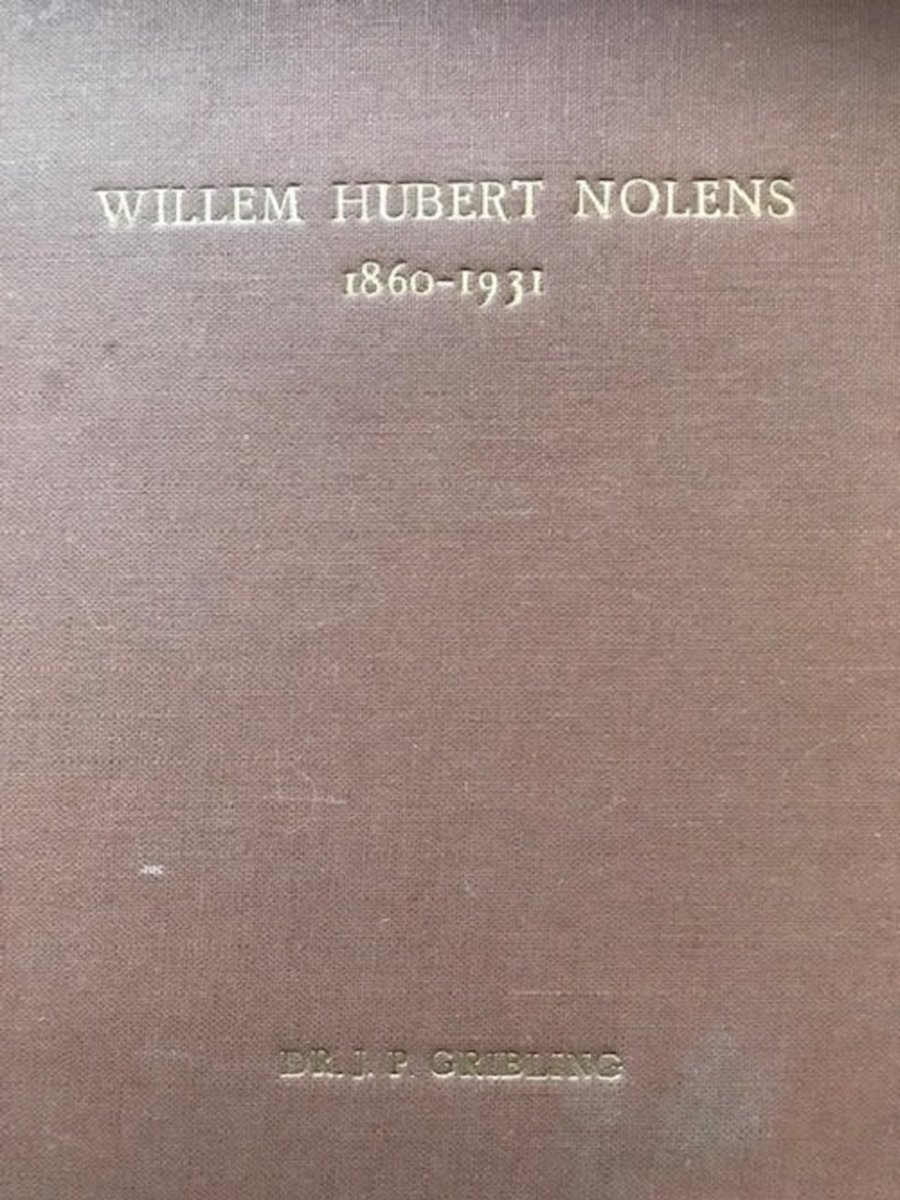 WILLEM HUBERT NOLENS
1860-1931
DR. J. P. GRIBLING